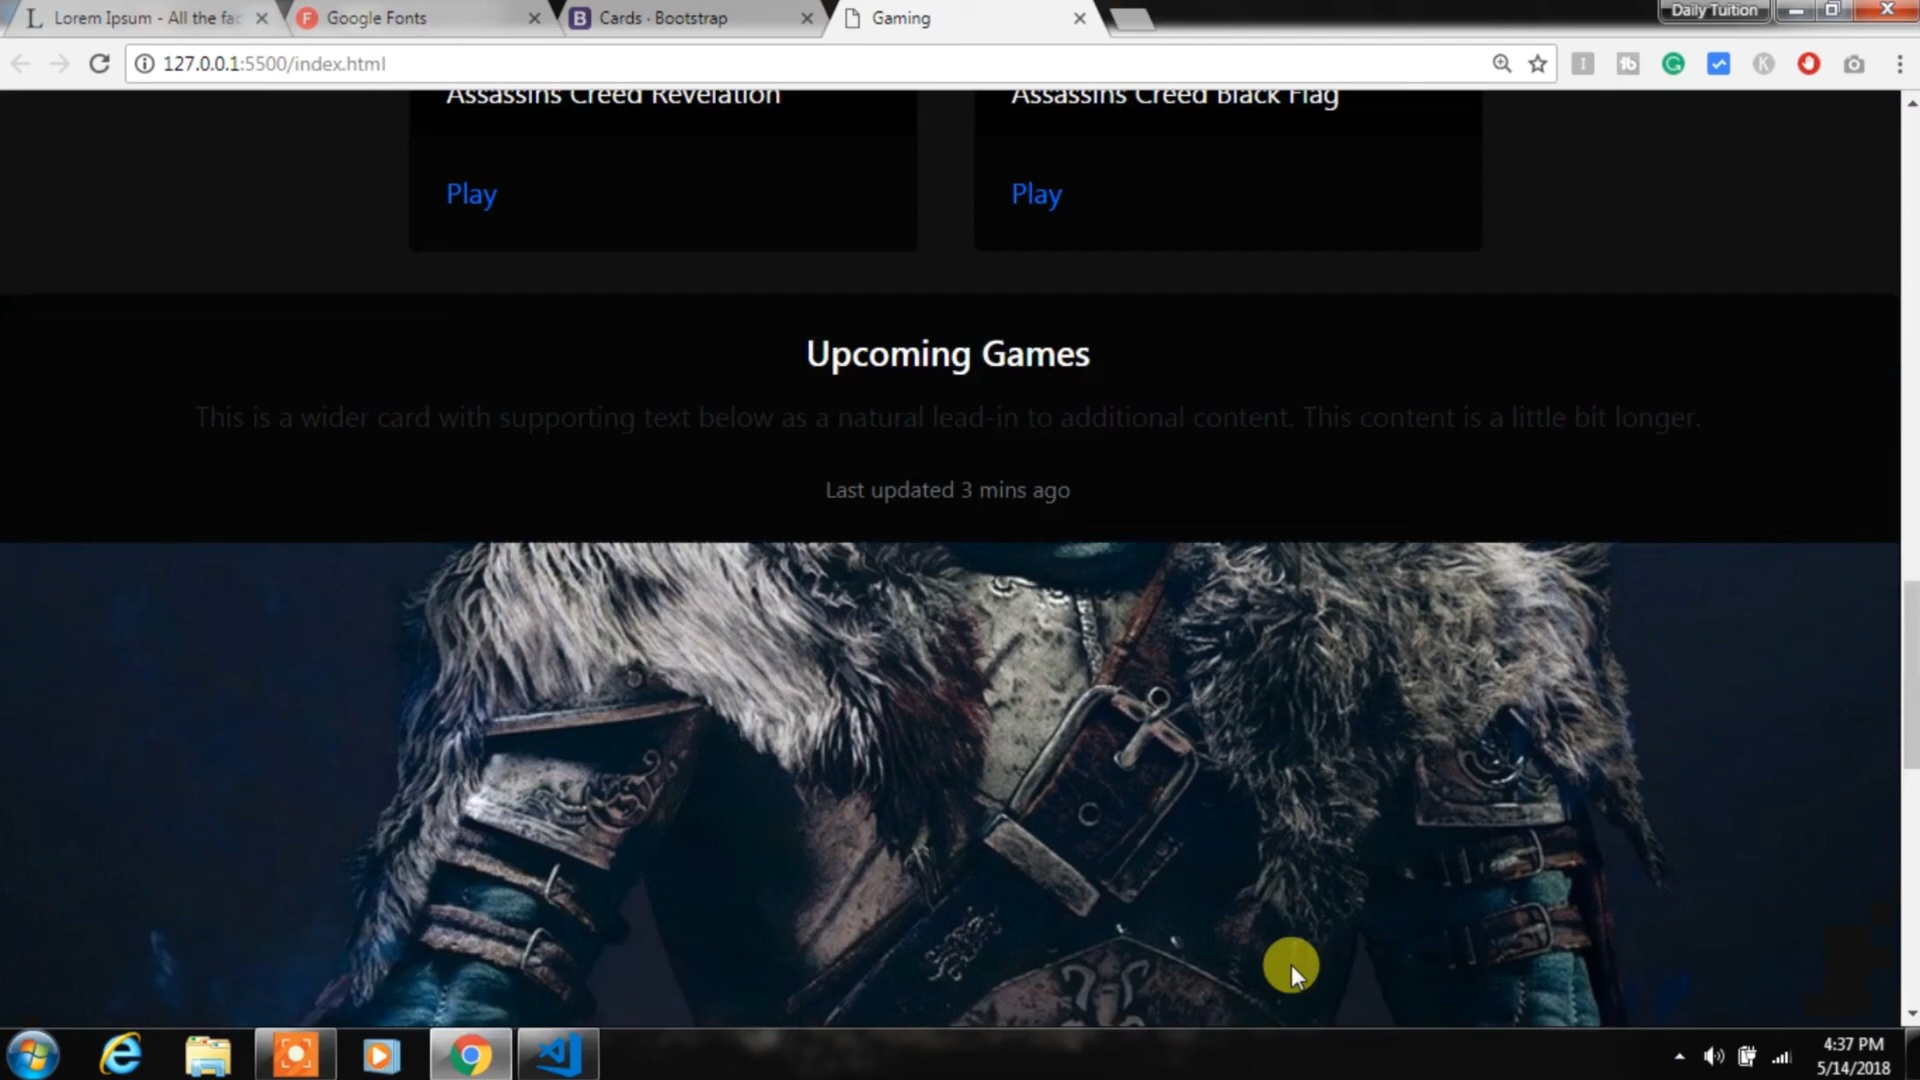 Lorem Ipsum - All the fac
Google Fonts
Cards · Bootstrap
Gaming
Daily Tuition
127.0.0.1:5500/index.html
Assassins Creed Revelation
Assassins Creed Black Flag
Play
Play
Upcoming Games
This is a wider card with supporting text below as a natural lead-in to additional content. This content is a little bit longer.
Last updated 3 mins ago
4:37 PM
5/14/2018